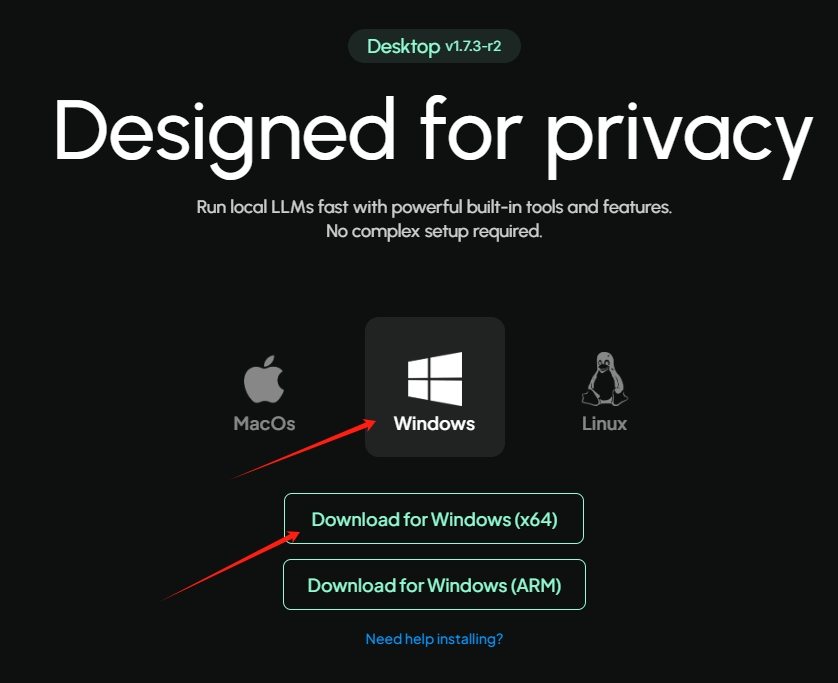 Desktop v1.7.3-r2
Designed for privacy
Run local LLMs fast with powerful built-in tools and features.
No complex setup required.
MacOs
Windows
Linux
Download for Windows (x64)
Download for Windows (ARM)
Need help installing?